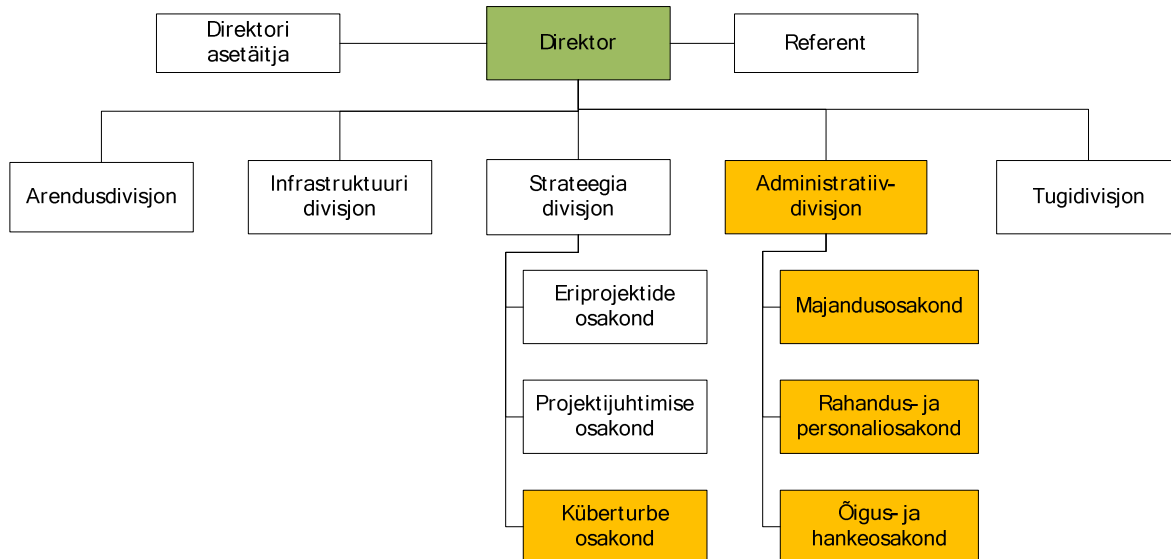 Direktori
asetäitja
Direktor
Referent
Arendusdivisjon
Infrastruktuuri
divisjon
Strateegia
divisjon
Administratiiv-
divisjon
Tugidivisjon
Eriprojektide
osakond
Projektijuhtimise
osakond
Küberturbe
osakond
Majandusosakond
Rahandus- ja
personaliosakond
Õigus- ja
hankeosakond